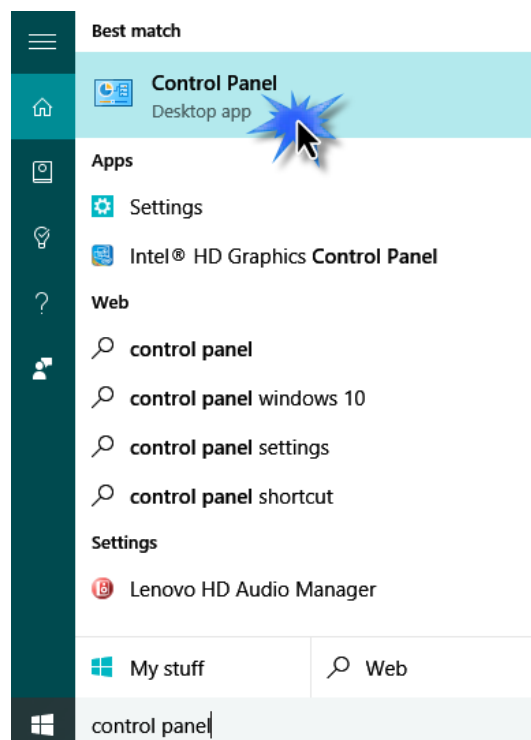 Best match
Control Panel
Desktop app
Apps
Settings
Intel® HD Graphics Control Panel
Web
control panel
control panel windows 10
control panel settings
control panel shortcut
Settings
Lenovo HD Audio Manager
My stuff
Web
control panel